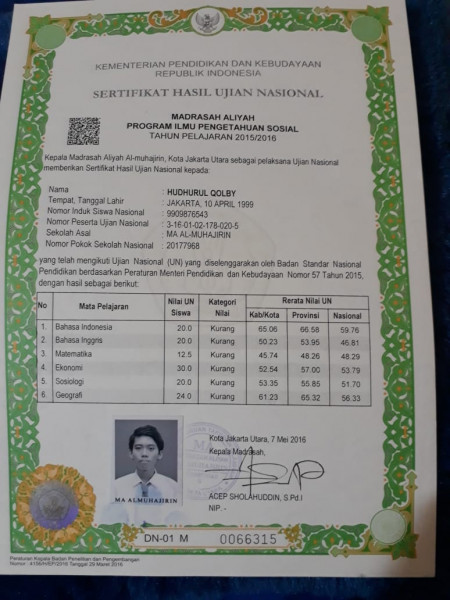 KEMENTERIAN PENDIDIKAN DAN KEBUDAYAAN
REPUBLIK INDONESIA
SERTIFIKAT HASIL UJIAN NASIONAL
MADRASAH ALIYAH
PROGRAM ILMU PENGETAHUAN SOSIAL
TAHUN PELAJARAN 2015/2016
Kepala Madrasah Aliyah Al-muhajirin, Kota Jakarta Utara sebagai pelaksana Ujian Nasional
memberikan Sertifikat Hasil Ujian Nasional kepada:
Nama : HUDHURUL QOLBY
Tempat, Tanggal Lahir : JAKARTA, 10 APRIL 1999
Nomor Induk Siswa Nasional : 9909876543
Nomor Peserta Ujian Nasional : 3-16-01-02-178-020-5
Sekolah Asal : MA AL-MUHAJIRIN
Nomor Pokok Sekolah Nasional : 20177968
yang telah mengikuti Ujian Nasional (UN) yang diselenggarakan oleh Badan Standar Nasional
Pendidikan berdasarkan Peraturan Menteri Pendidikan dan Kebudayaan Nomor 57 Tahun 2015,
dengan hasil sebagai berikut:
No Mata Pelajaran Nilai UN Siswa Kategori Nilai Rerata Nilai UN
Kab/Kota Provinsi Nasional
1. Bahasa Indonesia 20.0 Kurang 65.06 66.58 59.76
2. Bahasa Inggris 20.0 Kurang 50.23 53.95 46.81
3. Matematika 12.5 Kurang 45.74 48.26 48.29
4. Ekonomi 30.0 Kurang 52.54 57.00 53.79
5. Sosiologi 20.0 Kurang 53.35 55.85 51.70
6. Geografi 24.0 Kurang 61.23 65.32 56.33
Kota Jakarta Utara, 7 Mei 2016
Kepala Madrasah,
MA ALMUHAJIRIN
ACEP SHOLAHUDDIN, S.Pd.I
NIP. -
DN-01 M 0066315
Peraturan Kepala Badan Penelitian dan Pengembangan
Tanggal 29 Maret 2016